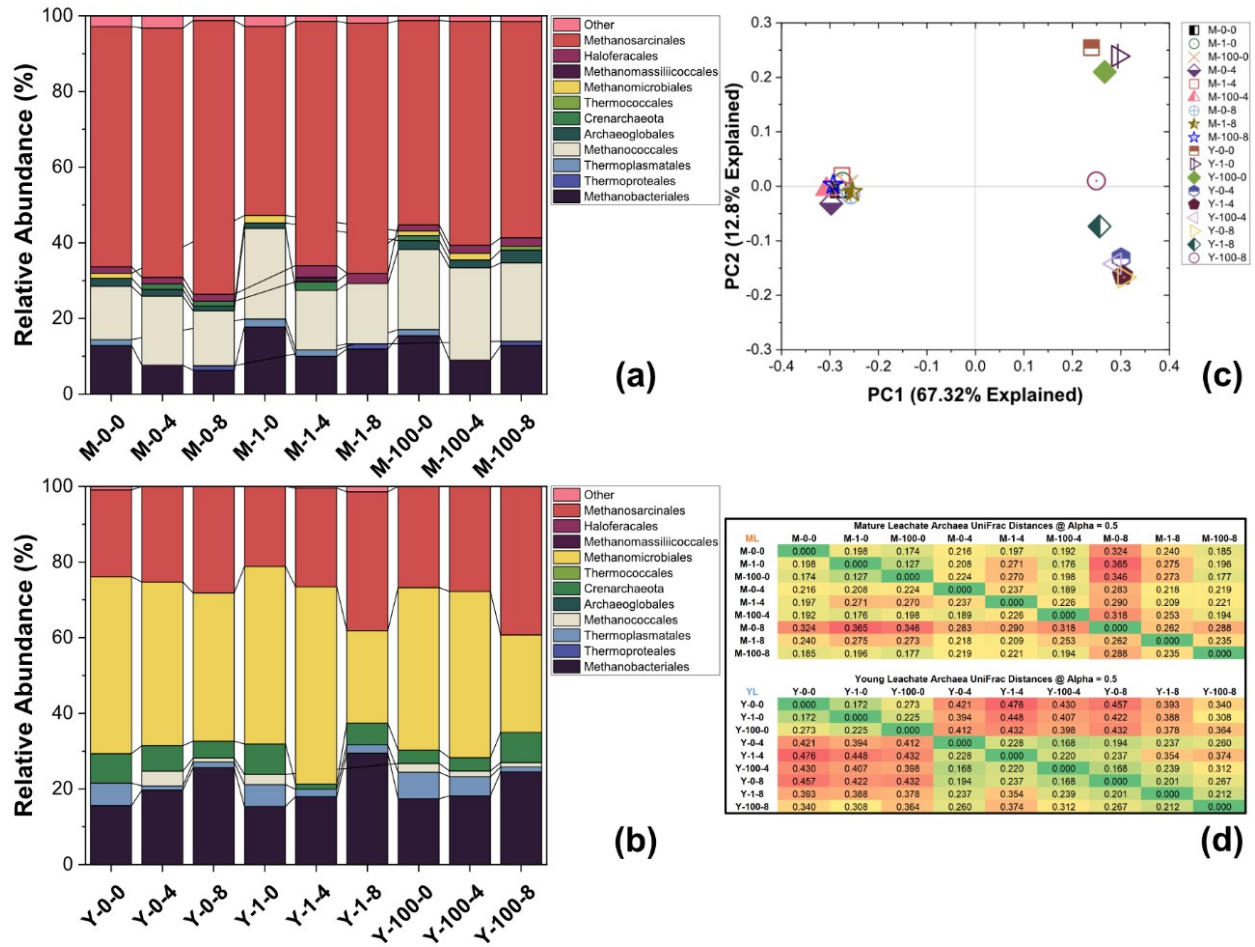 Relative Abundance (%)
100
80
60
40
20
0
M-0-0
M-0-4
M-0-8
M-1-0
M-1-4
M-1-8
M-100-0
M-100-4
M-100-8
Other
Methanosarcinales
Haloferacales
Methanomassiliicoccales
Methanomicrobiales
Thermococcales
Crenarchaeota
Archaeoglobales
Methanococcales
Thermoplasmatales
Thermoproteales
Methanobacteriales
(a)
PC2 (12.8% Explained)
0.3
0.2
0.1
0.0
-0.1
-0.2
-0.3
-0.4 -0.3 -0.2 -0.1 0.0 0.1 0.2 0.3 0.4
PC1 (67.32% Explained)
M-0-0
M-1-0
M-100-0
M-0-4
M-1-4
M-100-4
M-0-8
M-1-8
M-100-8
Y-0-0
Y-1-0
Y-100-0
Y-0-4
Y-1-4
Y-100-4
Y-0-8
Y-1-8
Y-100-8
(c)
Relative Abundance (%)
100
80
60
40
20
0
Y-0-0
Y-0-4
Y-0-8
Y-1-0
Y-1-4
Y-1-8
Y-100-0
Y-100-4
Y-100-8
Other
Methanosarcinales
Haloferacales
Methanomassiliicoccales
Methanomicrobiales
Thermococcales
Crenarchaeota
Archaeoglobales
Methanococcales
Thermoplasmatales
Thermoproteales
Methanobacteriales
(b)
Mature Leachate Archaea UniFrac Distances @ Alpha = 0.5
ML M-0-0 M-1-0 M-100-0 M-0-4 M-1-4 M-100-4 M-0-8 M-1-8 M-100-8
M-0-0 0.000 0.198 0.174 0.216 0.197 0.192 0.324 0.240 0.185
M-1-0 0.198 0.000 0.127 0.208 0.271 0.176 0.365 0.275 0.196
M-100-0 0.174 0.127 0.000 0.224 0.270 0.198 0.346 0.273 0.177
M-0-4 0.216 0.208 0.224 0.000 0.237 0.189 0.283 0.218 0.219
M-1-4 0.197 0.271 0.270 0.237 0.000 0.226 0.290 0.209 0.221
M-100-4 0.192 0.176 0.198 0.189 0.226 0.000 0.318 0.253 0.194
M-0-8 0.324 0.365 0.346 0.283 0.290 0.318 0.000 0.262 0.288
M-1-8 0.240 0.275 0.273 0.218 0.209 0.253 0.262 0.000 0.235
M-100-8 0.185 0.196 0.177 0.219 0.221 0.194 0.288 0.235 0.000
Young Leachate Archaea UniFrac Distances @ Alpha = 0.5
YL Y-0-0 Y-1-0 Y-100-0 Y-0-4 Y-1-4 Y-100-4 Y-0-8 Y-1-8 Y-100-8
Y-0-0 0.000 0.172 0.273 0.421 0.476 0.430 0.457 0.393 0.340
Y-1-0 0.172 0.000 0.225 0.394 0.448 0.407 0.422 0.388 0.308
Y-100-0 0.273 0.225 0.000 0.412 0.432 0.398 0.432 0.378 0.364
Y-0-4 0.421 0.394 0.412 0.000 0.228 0.168 0.194 0.237 0.260
Y-1-4 0.476 0.448 0.432 0.228 0.000 0.220 0.237 0.354 0.374
Y-100-4 0.430 0.407 0.398 0.168 0.220 0.000 0.168 0.239 0.312
Y-0-8 0.457 0.422 0.432 0.194 0.237 0.168 0.000 0.201 0.267
Y-1-8 0.393 0.388 0.378 0.237 0.354 0.239 0.201 0.000 0.212
Y-100-8 0.340 0.308 0.364 0.260 0.374 0.312 0.267 0.212 0.000
(d)